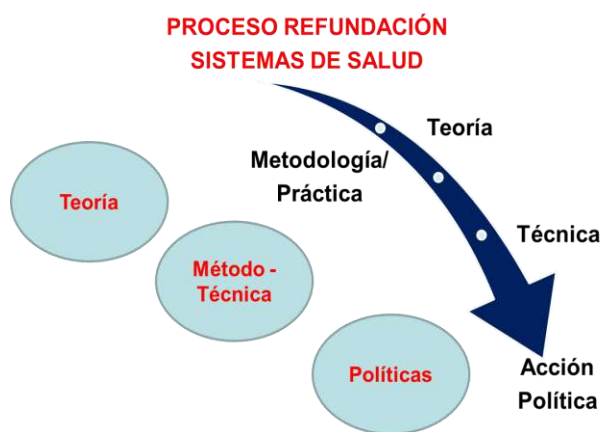 PROCESO REFUNDACIÓN
SISTEMAS DE SALUD
Teoría
Metodología/
Práctica
Teoría
Técnica
Método -
Técnica
Políticas
Acción
Política